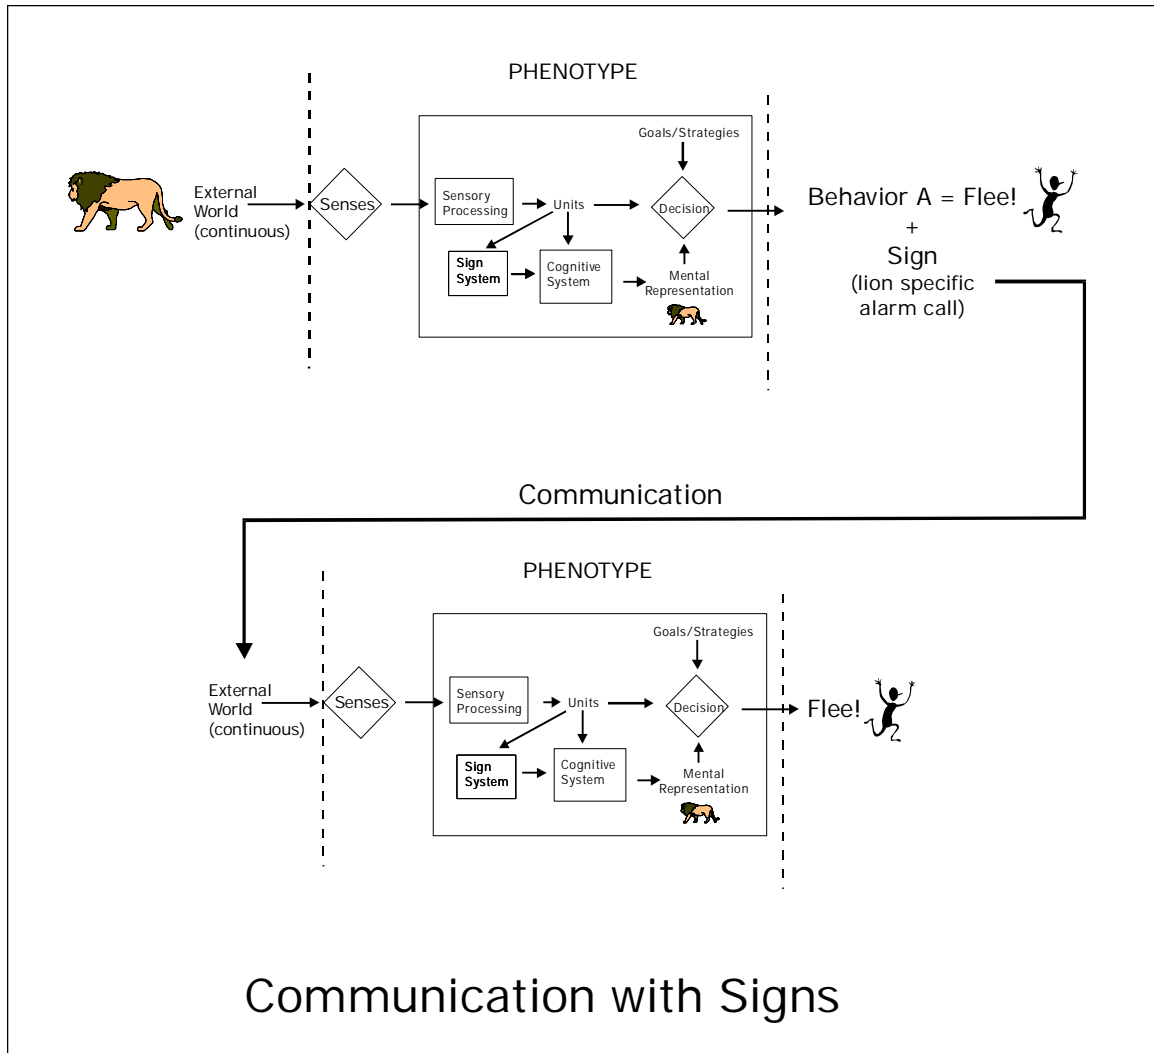 PHENOTYPE
Goals/Strategies
External
World
(continuous)
Senses
Sensory
Processing
Units
Decision
Behavior A = Flee!
+
Sign
(lion specific
alarm call)
Sign
System
Cognitive
System
Mental
Representation
Communication
PHENOTYPE
Goals/Strategies
External
World
(continuous)
Senses
Sensory
Processing
Units
Decision
Flee!
Sign
System
Cognitive
System
Mental
Representation
Communication with Signs